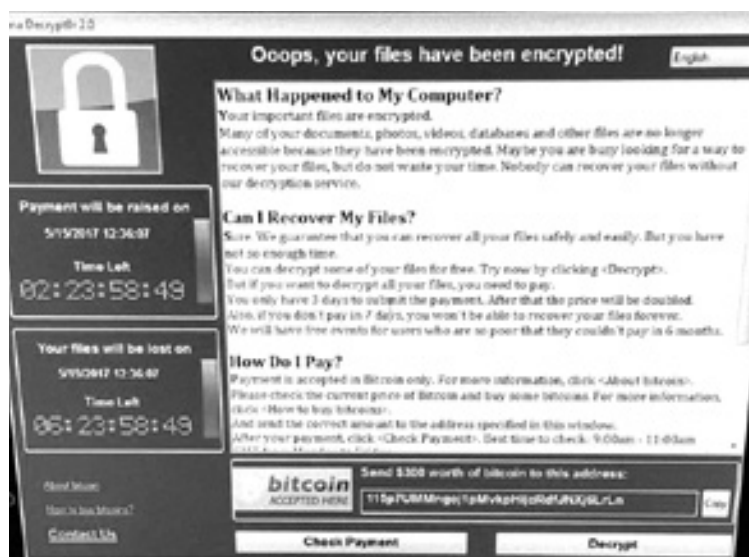 Decrypt0r 2.0
Ooops, your files have been encrypted!
English
What Happened to My Computer?
Your important files are encrypted.
Many of your documents, photos, videos, databases and other files are no longer
accessible because they have been encrypted. Maybe you are busy looking for a way to
recover your files, but do not waste your time. Nobody can recover your files without
our decryption service.
Payment will be raised on
5/15/2017 12:36:07
Time Left
02:23:58:49
Can I Recover My Files?
Sure. We guarantee that you can recover all your files safely and easily. But you have
not so enough time.
You can decrypt some of your files for free. Try now by clicking <Decrypt>.
But if you want to decrypt all your files, you need to pay.
You only have 3 days to submit the payment. After that the price will be doubled.
Also, if you don't pay in 7 days, you won't be able to recover your files forever.
We will have free events for users who are so poor that they couldn't pay in 6 months.
Your files will be lost on
12:36:07
Time Left
06:23:58:49
How Do I Pay?
Payment is accepted in Bitcoin only. For more information, click <About bitcoin>.
Please check the current price of Bitcoin and buy some bitcoins. For more information,
click <How to buy bitcoins>.
And send the correct amount to the address specified in this window.
After your payment, click <Check Payment>. Best time to check: 9:00am - 11:00am
About bitcoin
How to buy bitcoins?
Contact Us
bitcoin
ACCEPTED HERE
Send $300 worth of bitcoin to this address:
Copy
Check Payment
Decrypt